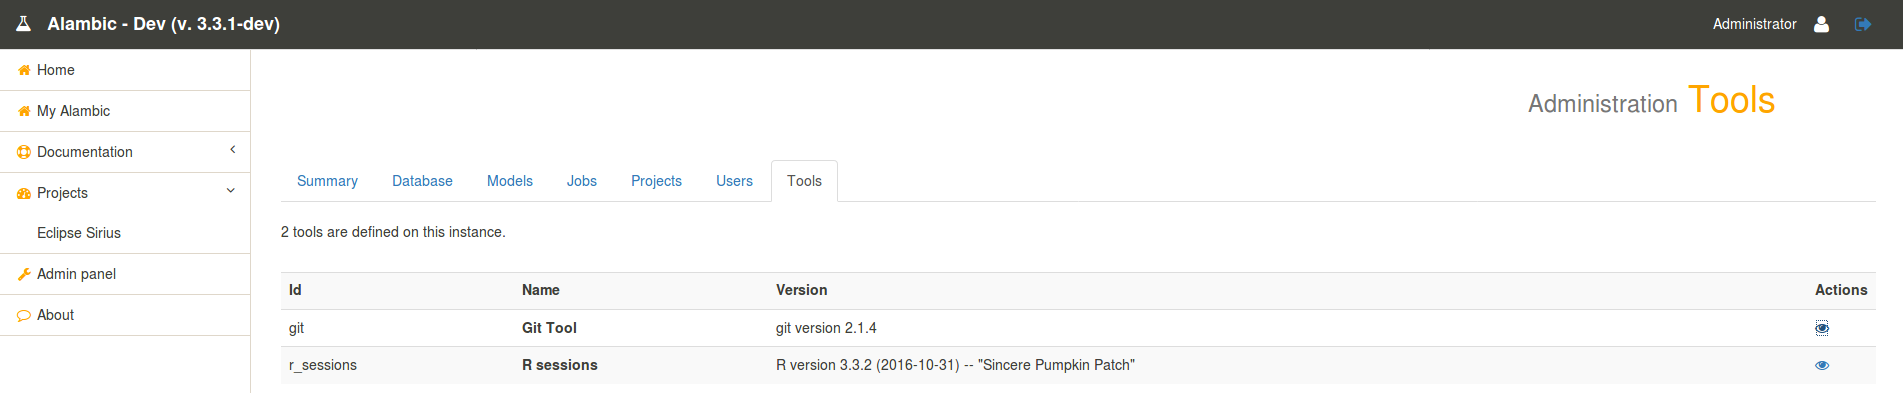 Alambic - Dev (v. 3.3.1-dev)
Administrator
Home
My Alambic
Documentation
Projects
Eclipse Sirius
Admin panel
About
Administration Tools
Summary Database Models Jobs Projects Users Tools
2 tools are defined on this instance.
Id Name Version Actions
git Git Tool git version 2.1.4
r_sessions R sessions R version 3.3.2 (2016-10-31) -- "Sincere Pumpkin Patch"